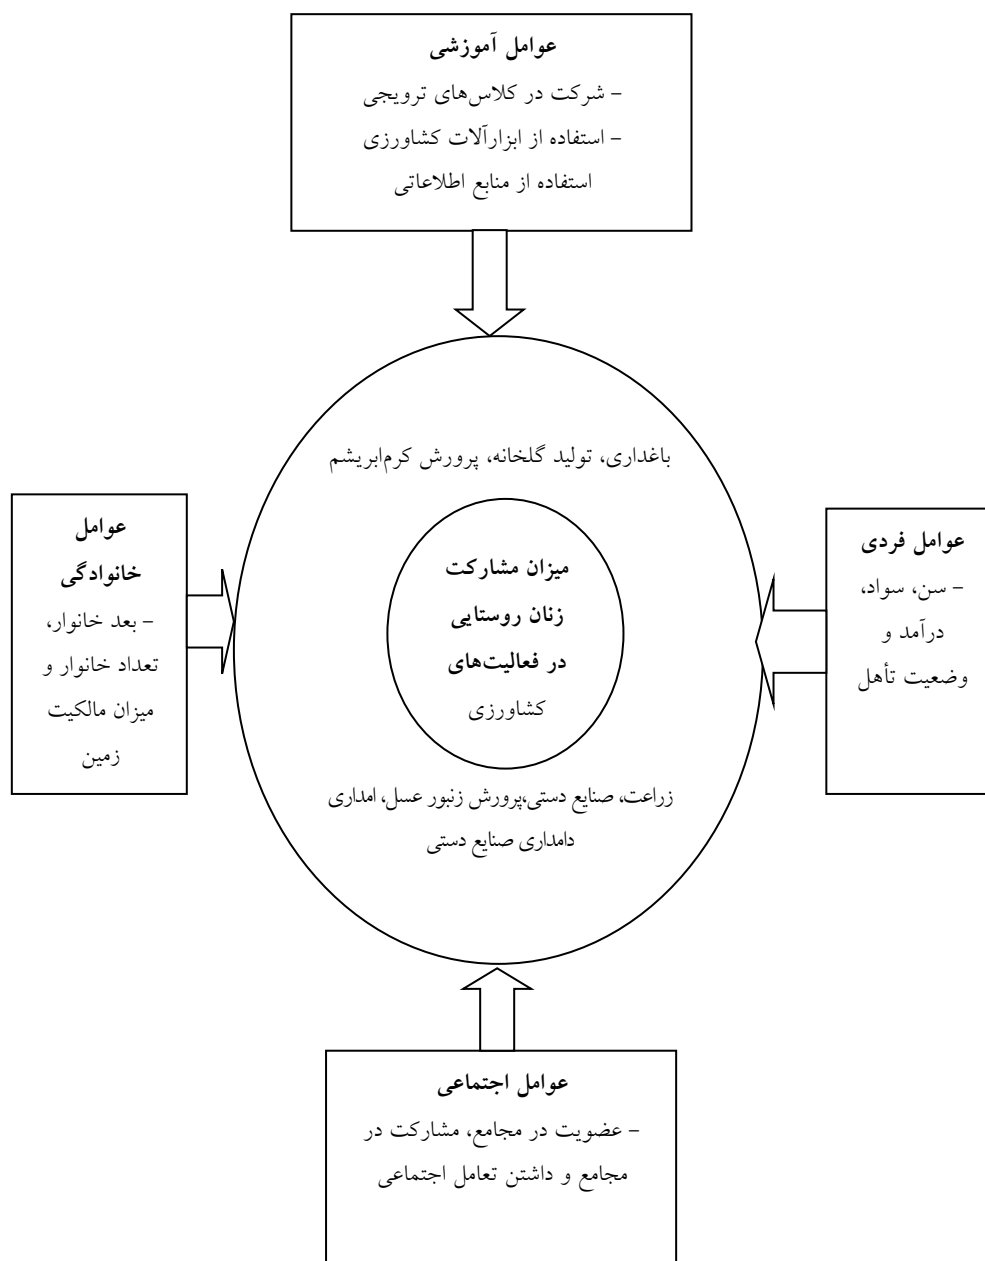 عوامل آموزشی
– شرکت در کلاس‌های ترویجی
– استفاده از ابزارآلات کشاورزی
استفاده از منابع اطلاعاتی
باغداری، تولید گلخانه، پرورش کرم‌ابریشم
عوامل فردی
– سن، سواد،
درآمد و
وضعیت تأهل
میزان مشارکت
زنان روستایی
در فعالیت‌های
کشاورزی
عوامل
خانوادگی
– بعد خانوار،
تعداد خانوار و
میزان مالکیت
زمین
زراعت، صنایع دستی،پرورش زنبور عسل، امداری
دامداری صنایع دستی
عوامل اجتماعی
– عضویت در مجامع، مشارکت در
مجامع و داشتن تعامل اجتماعی